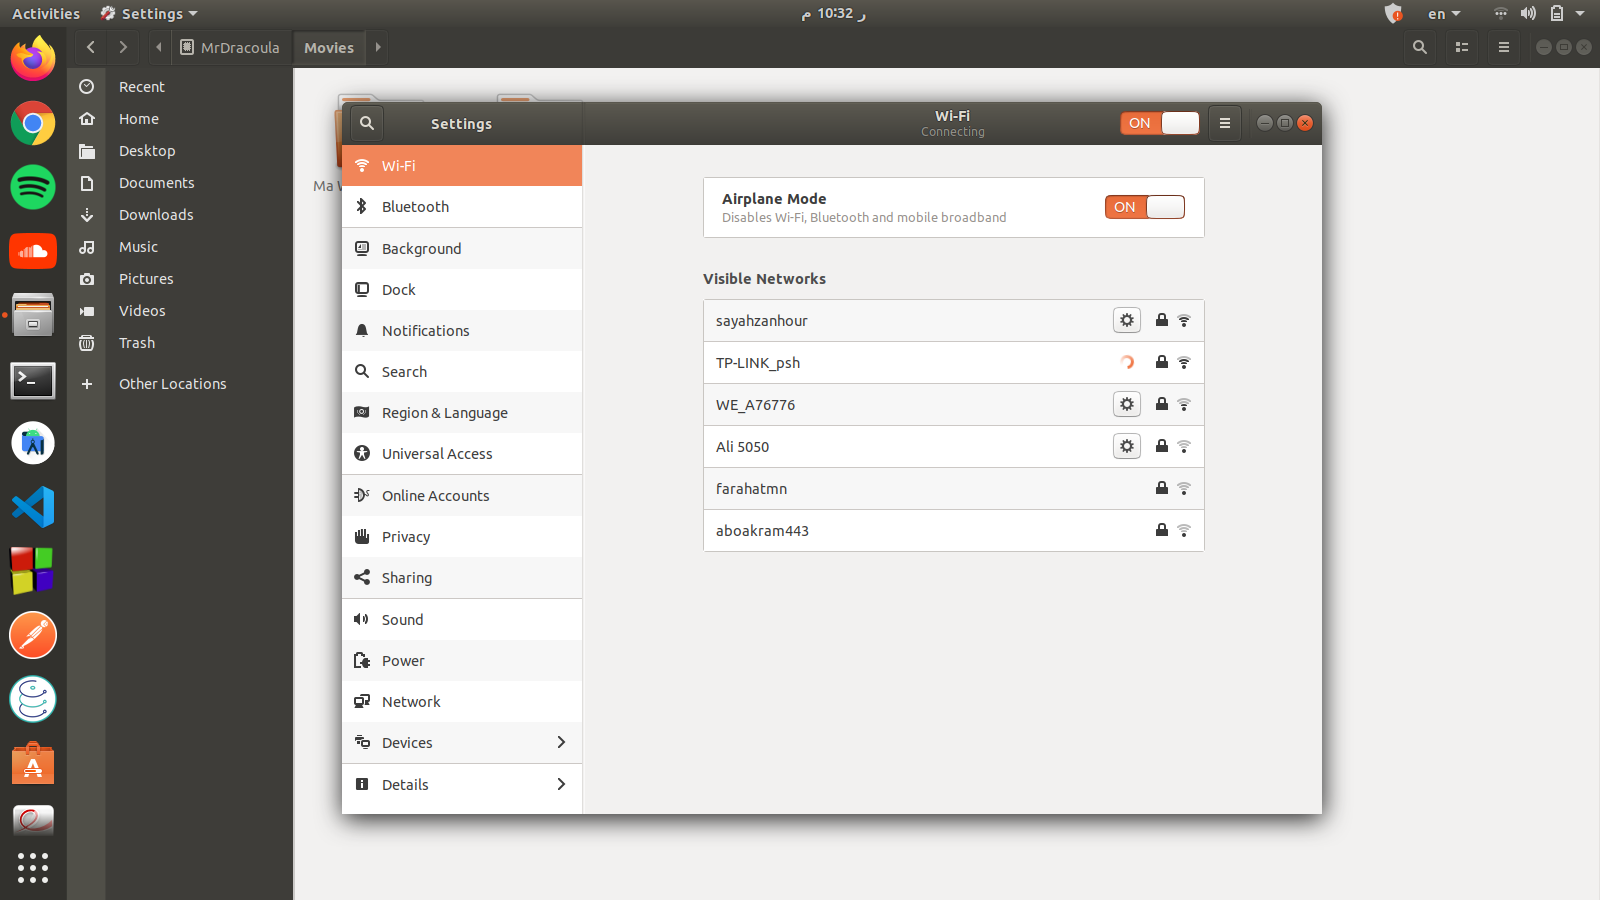 Activities
Settings
ر 10:32 م
en
MrDracoula
Movies
Recent
Home
Desktop
Documents
Downloads
Music
Pictures
Videos
Trash
Other Locations
Ma
Settings
Wi-Fi
Connecting
ON
Wi-Fi
Bluetooth
Background
Dock
Notifications
Search
Region & Language
Universal Access
Online Accounts
Privacy
Sharing
Sound
Power
Network
Devices
Details
Airplane Mode
Disables Wi-Fi, Bluetooth and mobile broadband
ON
Visible Networks
sayahzanhour
TP-LINK_psh
WE_A76776
Ali 5050
farahatmn
aboakram443